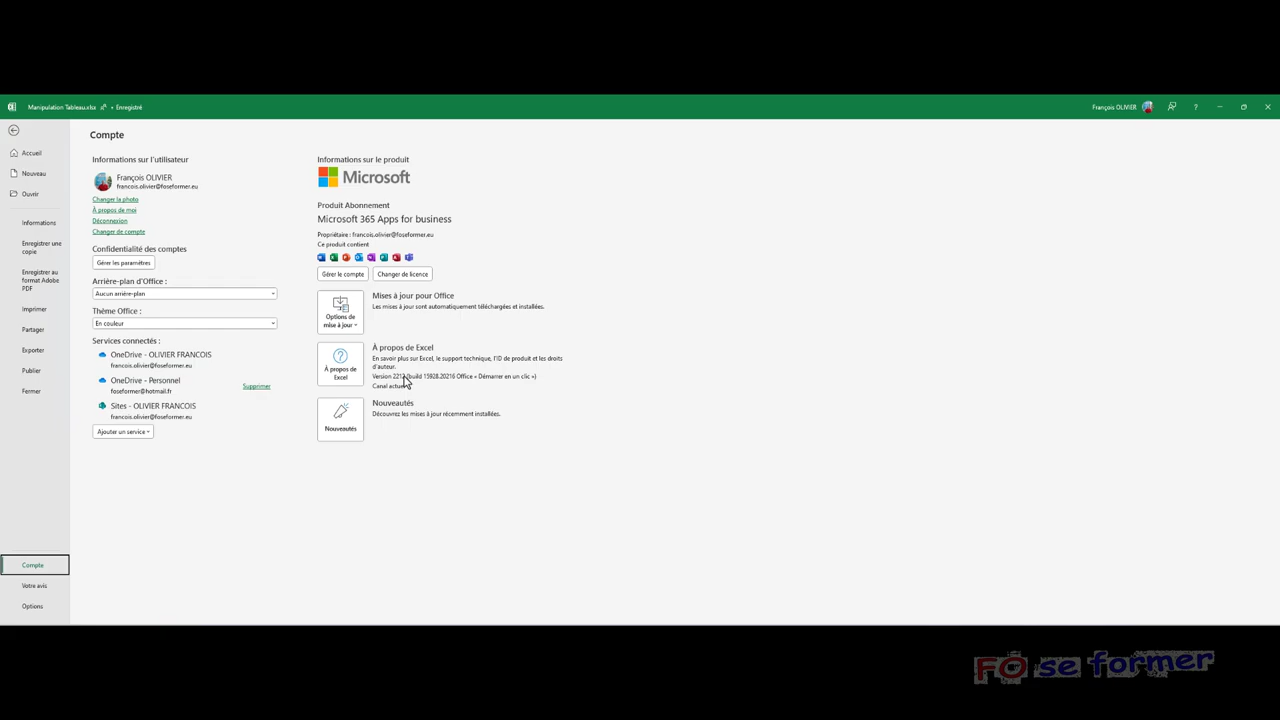 Manipulation Tableau.xlsx • Enregistré
François OLIVIER
?
Accueil
Nouveau
Ouvrir
Informations
Enregistrer une
copie
Enregistrer au
format Adobe
PDF
Imprimer
Partager
Exporter
Publier
Fermer
Compte
Votre avis
Options
Compte
Informations sur l'utilisateur
François OLIVIER
francois.olivier@foseformer.eu
Changer la photo
À propos de moi
Déconnexion
Changer de compte
Confidentialité des comptes
Gérer les paramètres
Arrière-plan d'Office :
Aucun arrière-plan
Thème Office :
En couleur
Services connectés :
OneDrive - OLIVIER FRANCOIS
francois.olivier@foseformer.eu
OneDrive - Personnel
foseformer@hotmail.fr
Supprimer
Sites - OLIVIER FRANCOIS
francois.olivier@foseformer.eu
Ajouter un service
Informations sur le produit
Microsoft
Produit Abonnement
Microsoft 365 Apps for business
Propriétaire : francois.olivier@foseformer.eu
Ce produit contient
Gérer le compte
Changer de licence
Options de
mise à jour
Mises à jour pour Office
Les mises à jour sont automatiquement téléchargées et installées.
À propos de
Excel
À propos de Excel
En savoir plus sur Excel, le support technique, l'ID de produit et les droits
d'auteur.
Version 2212 (build 15928.20216 Office « Démarrer en un clic »)
Canal actuel
Nouveautés
Nouveautés
Découvrez les mises à jour récemment installées.
FO se former